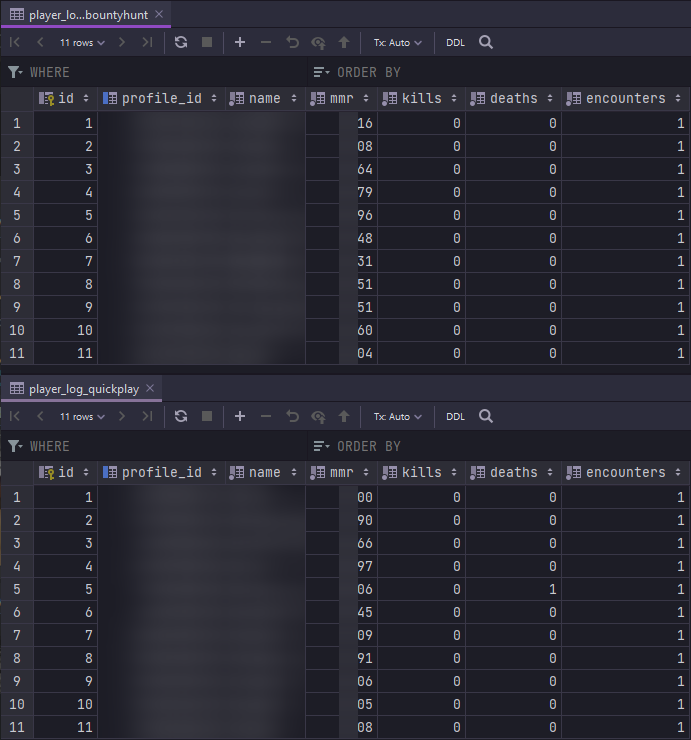 player_lo...bountyhunt
11 rows Tx: Auto DDL
WHERE ORDER BY
id profile_id name mmr kills deaths encounters
1 1 16 0 0 1
2 2 08 0 0 1
3 3 64 0 0 1
4 4 79 0 0 1
5 5 96 0 0 1
6 6 48 0 0 1
7 7 31 0 0 1
8 8 51 0 0 1
9 9 51 0 0 1
10 10 60 0 0 1
11 11 04 0 0 1
player_log_quickplay
11 rows Tx: Auto DDL
WHERE ORDER BY
id profile_id name mmr kills deaths encounters
1 1 00 0 0 1
2 2 90 0 0 1
3 3 66 0 0 1
4 4 97 0 0 1
5 5 06 0 1 1
6 6 45 0 0 1
7 7 09 0 0 1
8 8 91 0 0 1
9 9 06 0 0 1
10 10 05 0 0 1
11 11 08 0 0 1